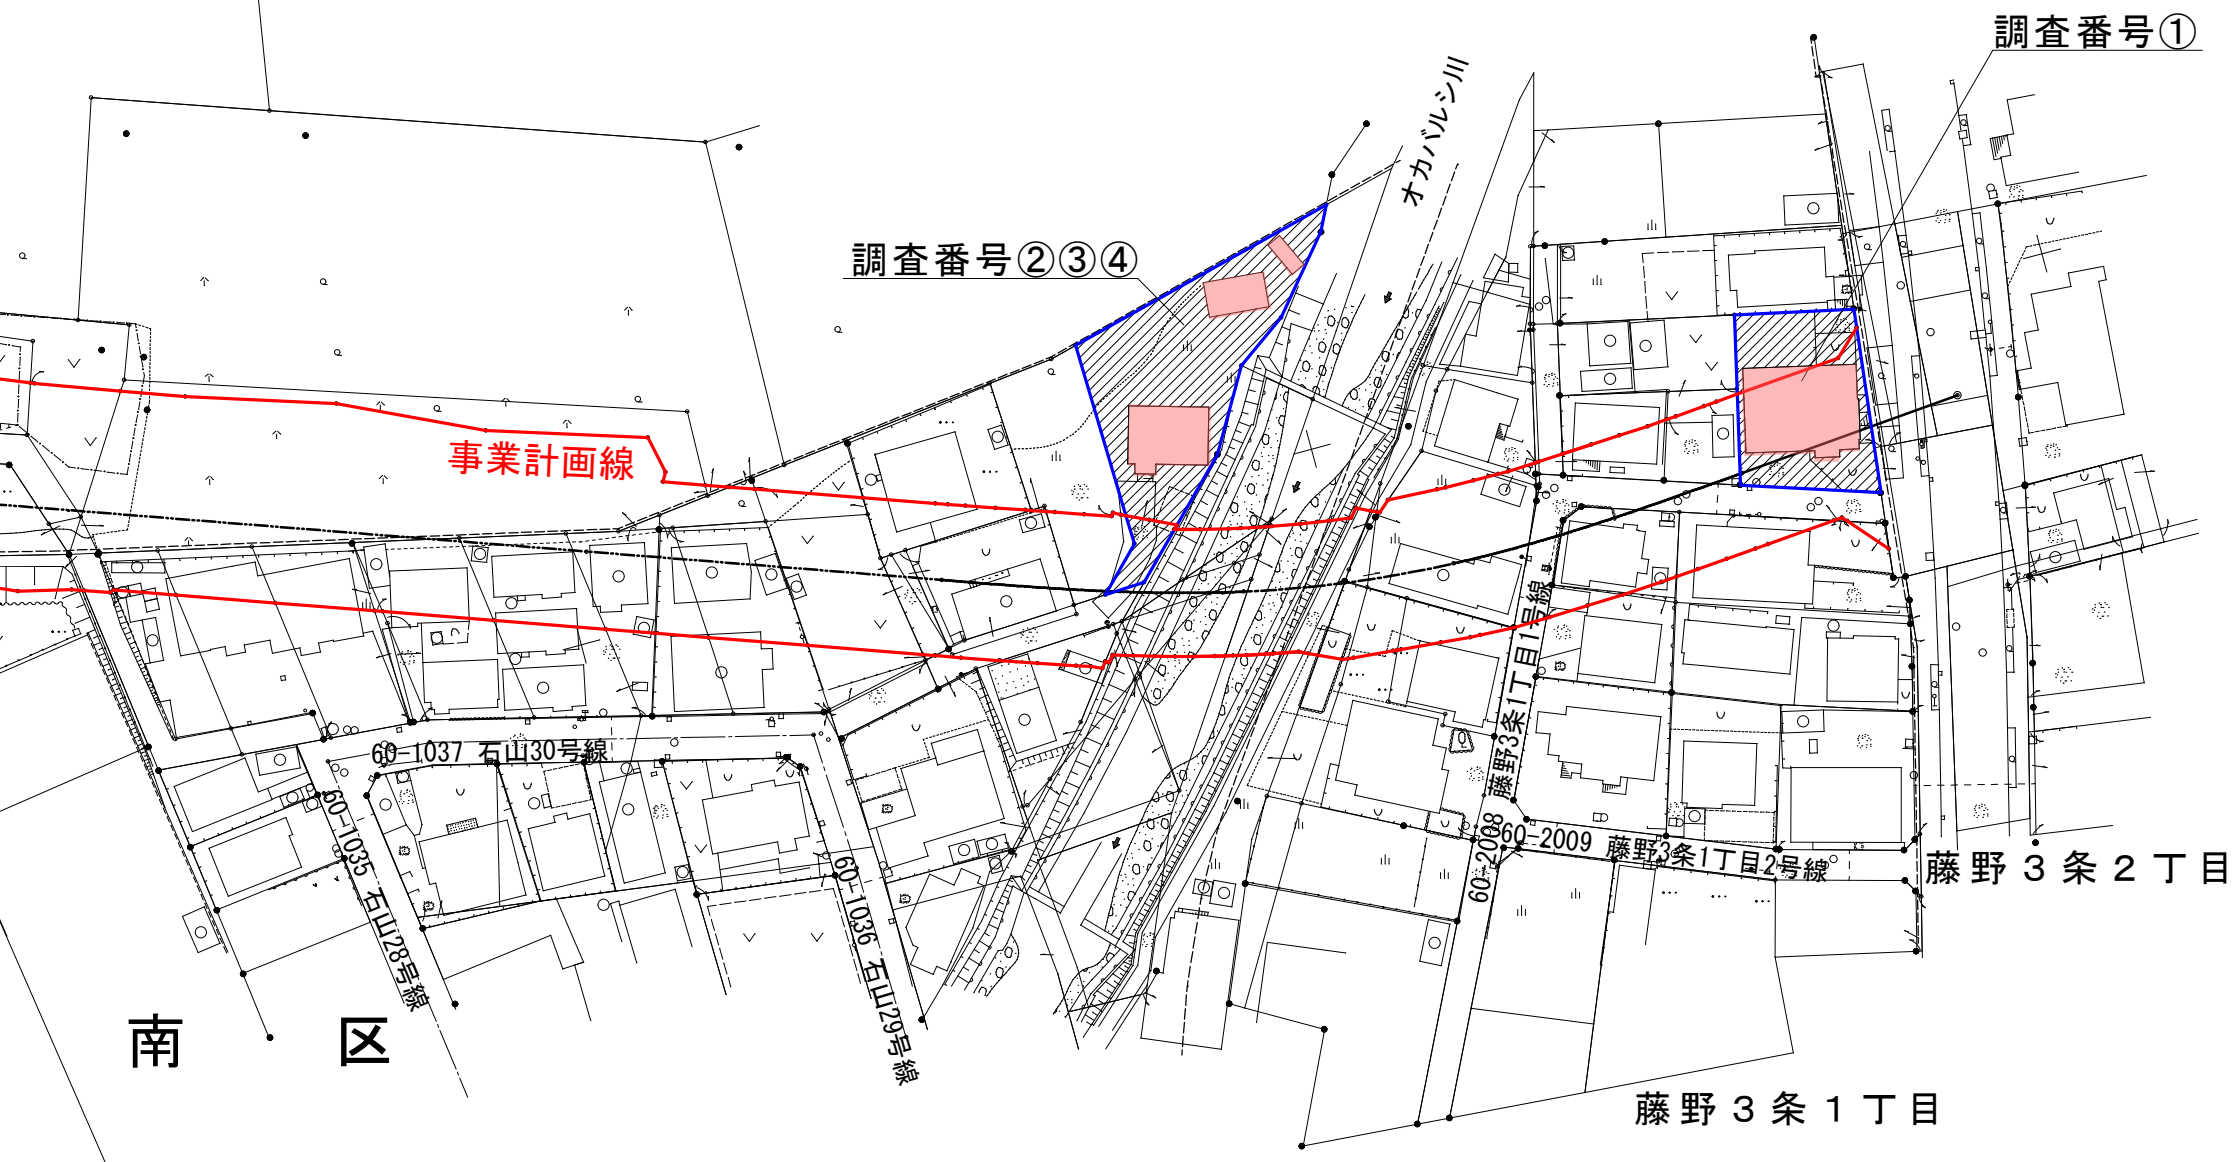 調査番号①
オカバルシ川
調査番号②③④
事業計画線
藤野3条1丁目1号線
60-2008
60-1037 石山30号線
60-1035 石山28号線
60-1036 石山29号線
60-2009 藤野3条1丁目2号線
藤野３条２丁目
南区
藤野３条１丁目